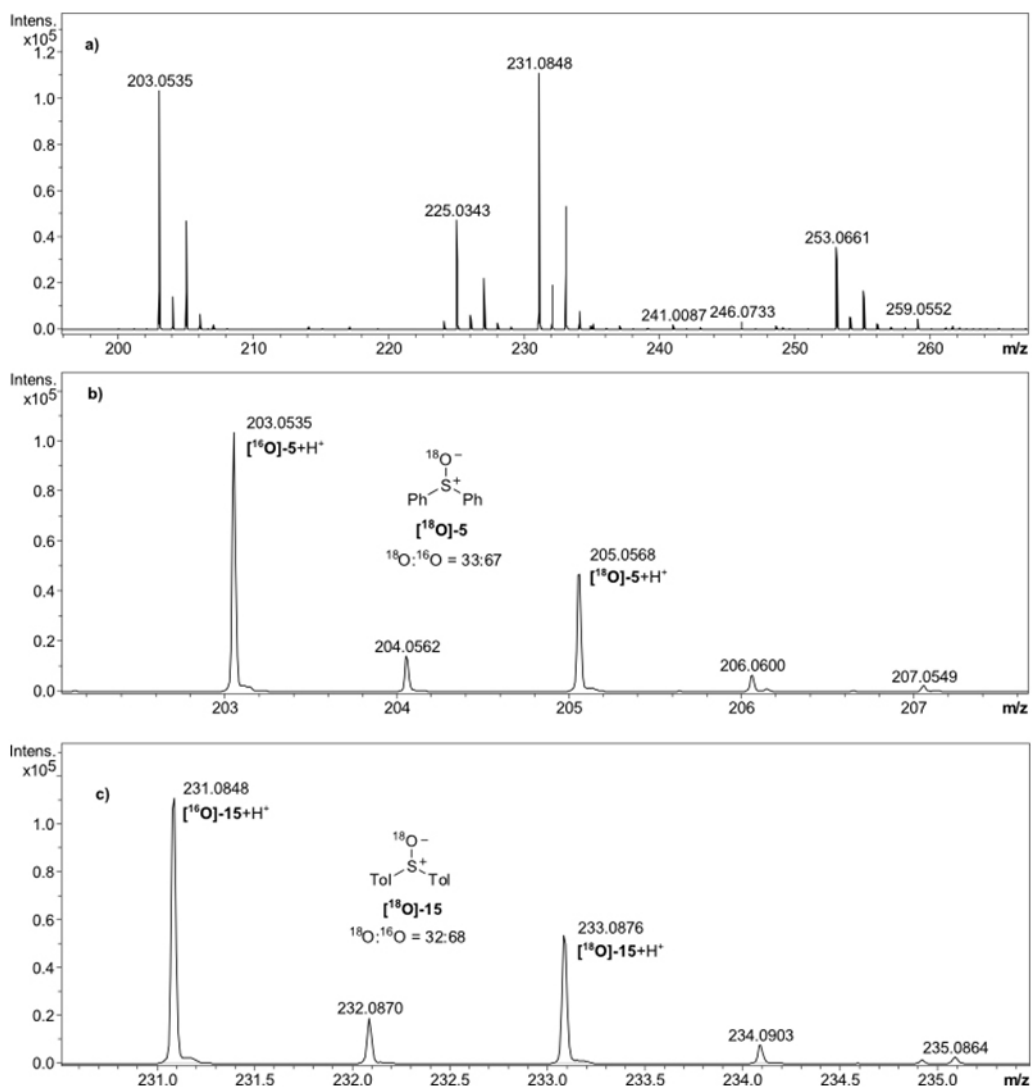 Intens.
x10⁵
a)
1.2
1.0
0.8
0.6
0.4
0.2
0.0
203.0535
225.0343
231.0848
241.0087
246.0733
253.0661
259.0552
200 210 220 230 240 250 260 m/z
Intens.
x10⁵
b)
1.0
0.8
0.6
0.4
0.2
0.0
203.0535
[¹⁶O]-5+H⁺
¹⁸O–
S+
Ph Ph
[¹⁸O]-5
¹⁸O:¹⁶O = 33:67
204.0562
205.0568
[¹⁸O]-5+H⁺
206.0600
207.0549
203 204 205 206 207 m/z
Intens.
x10⁵
c)
1.0
0.8
0.6
0.4
0.2
0.0
231.0848
[¹⁶O]-15+H⁺
¹⁸O–
S+
Tol Tol
[¹⁸O]-15
¹⁸O:¹⁶O = 32:68
232.0870
233.0876
[¹⁸O]-15+H⁺
234.0903
235.0864
231.0 231.5 232.0 232.5 233.0 233.5 234.0 234.5 235.0 m/z